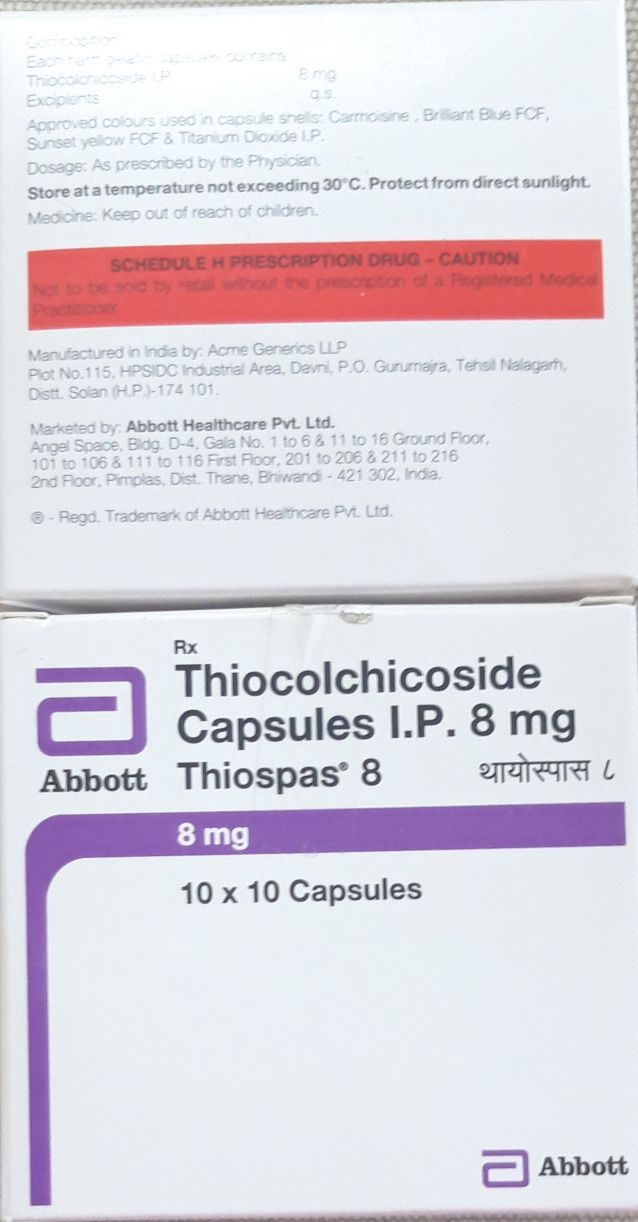 Composition
Each hard gelatin capsules contains
Thiocolchicoside I.P. 8 mg
Excipients q.s.
Approved colours used in capsule shells: Carmoisine , Brilliant Blue FCF,
Sunset yellow FCF & Titanium Dioxide I.P.
Dosage: As prescribed by the Physician.
Store at a temperature not exceeding 30°C. Protect from direct sunlight.
Medicine: Keep out of reach of children.
SCHEDULE H PRESCRIPTION DRUG – CAUTION
Not to be sold by retail without the prescription of a Registered Medical
Practitioner
Manufactured in India by: Acme Generics LLP
Plot No.115, HPSIDC Industrial Area, Davni, P.O. Gurumajra, Tehsil Nalagarh,
Distt. Solan (H.P.)-174 101.
Marketed by: Abbott Healthcare Pvt. Ltd.
Angel Space, Bldg. D-4, Gala No. 1 to 6 & 11 to 16 Ground Floor,
101 to 106 & 111 to 116 First Floor, 201 to 206 & 211 to 216
2nd Floor, Pimplas, Dist. Thane, Bhiwandi - 421 302, India.
® - Regd. Trademark of Abbott Healthcare Pvt. Ltd.
Rx
Thiocolchicoside
Capsules I.P. 8 mg
Abbott Thiospas® 8 थायोस्पास ८
8 mg
10 x 10 Capsules
Abbott